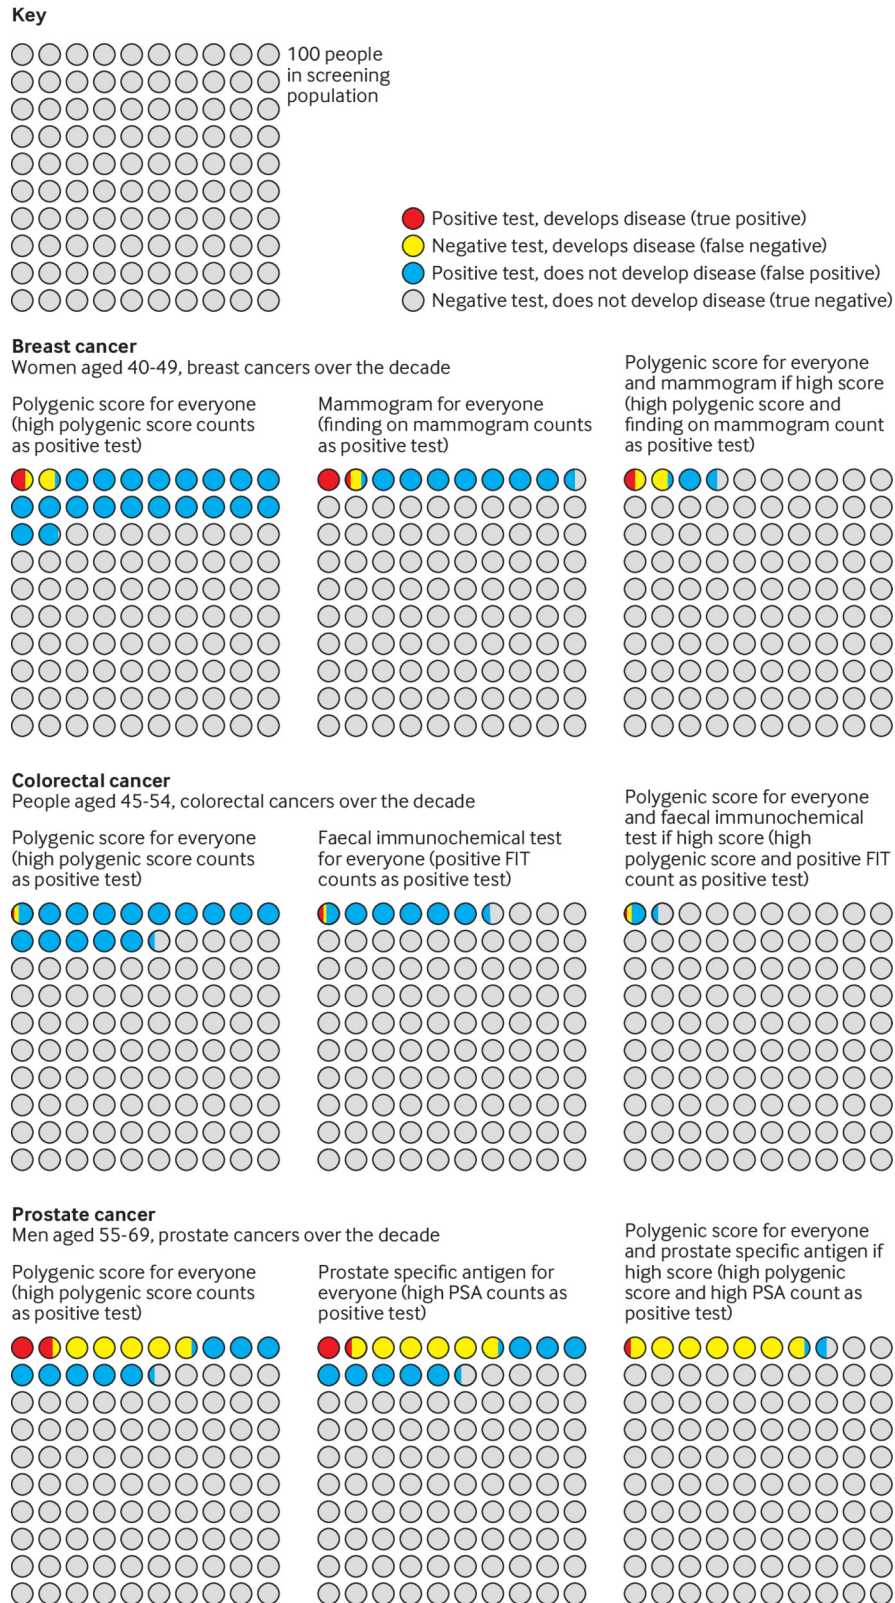 Key
100 people
in screening
population
Positive test, develops disease (true positive)
Negative test, develops disease (false negative)
Positive test, does not develop disease (false positive)
Negative test, does not develop disease (true negative)
Breast cancer
Women aged 40-49, breast cancers over the decade
Polygenic score for everyone
(high polygenic score counts
as positive test)
Mammogram for everyone
(finding on mammogram counts
as positive test)
Polygenic score for everyone
and mammogram if high score
(high polygenic score and
finding on mammogram count
as positive test)
Colorectal cancer
People aged 45-54, colorectal cancers over the decade
Polygenic score for everyone
(high polygenic score counts
as positive test)
Faecal immunochemical test
for everyone (positive FIT
counts as positive test)
Polygenic score for everyone
and faecal immunochemical
test if high score (high
polygenic score and positive FIT
count as positive test)
Prostate cancer
Men aged 55-69, prostate cancers over the decade
Polygenic score for everyone
(high polygenic score counts
as positive test)
Prostate specific antigen for
everyone (high PSA counts as
positive test)
Polygenic score for everyone
and prostate specific antigen if
high score (high polygenic
score and high PSA count as
positive test)